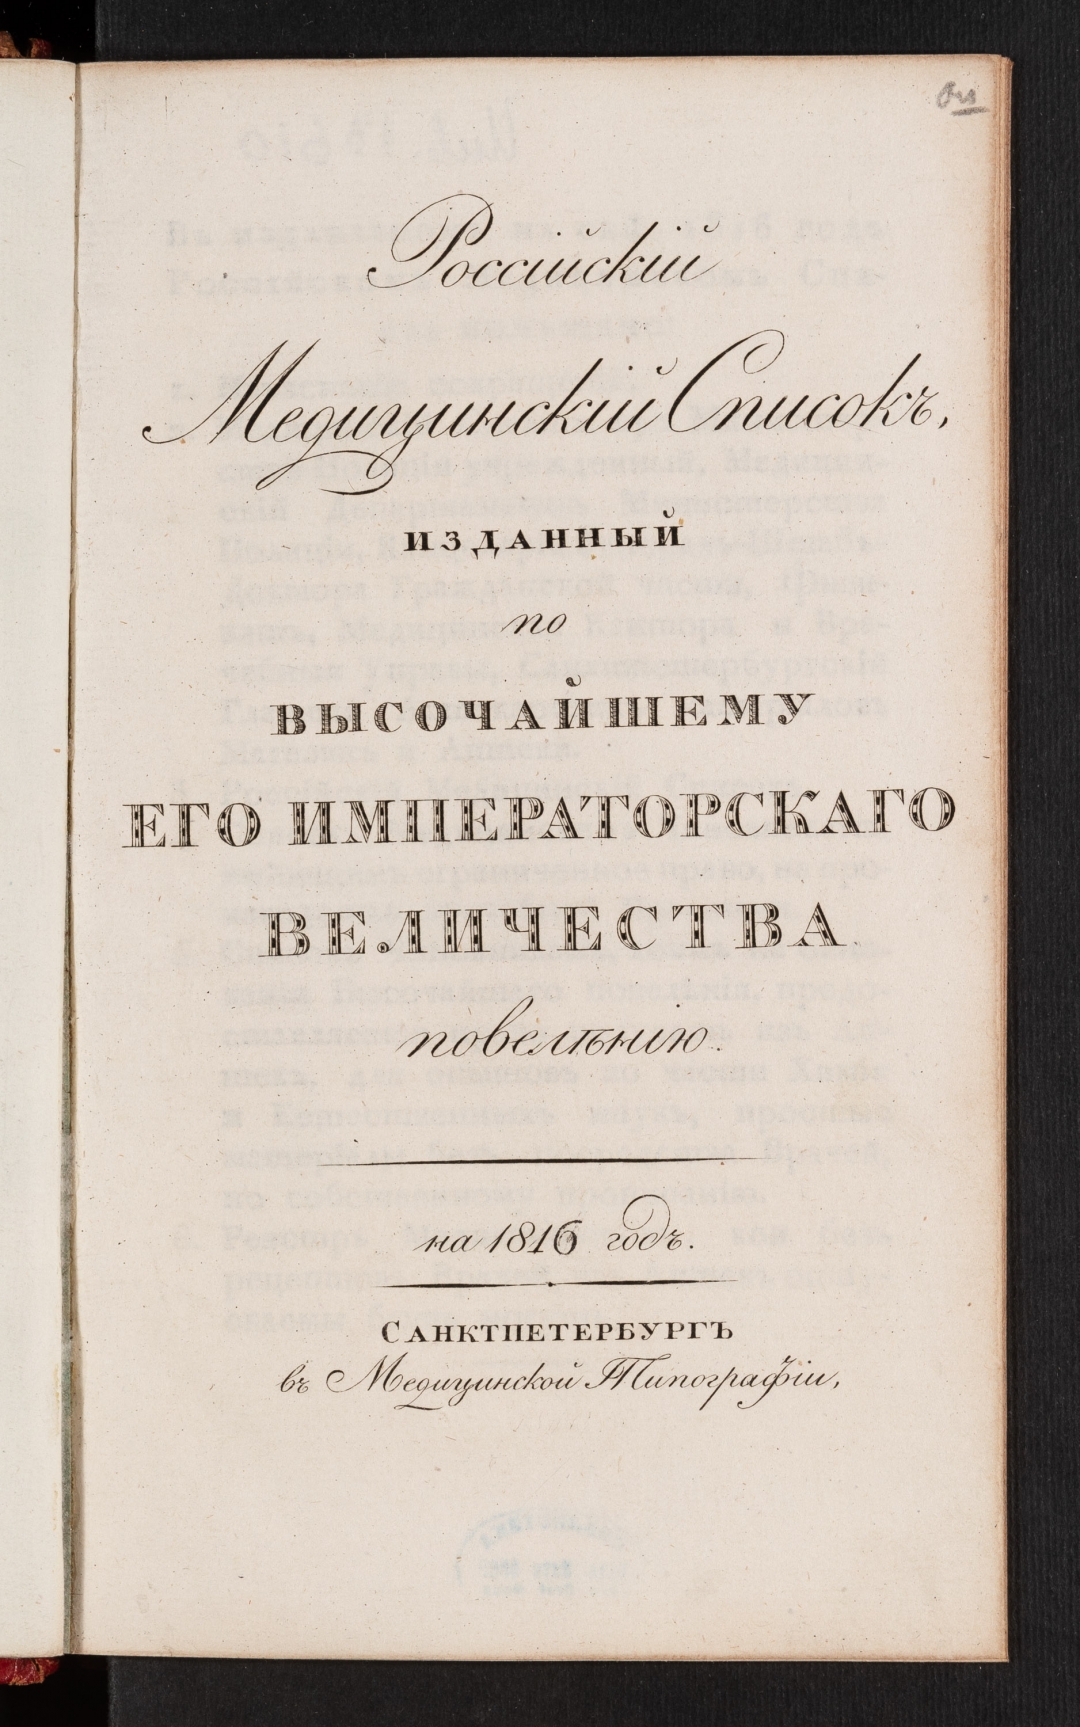 Россійскій
Медицинскій Списокъ,
ИЗДАННЫЙ
по
ВЫСОЧАЙШЕМУ
ЕГО ИМПЕРАТОРСКАГО
ВЕЛИЧЕСТВА
повелѣнію
на 1816 годъ.
САНКТПЕТЕРБУРГЪ
въ Медицинской Типографіи,